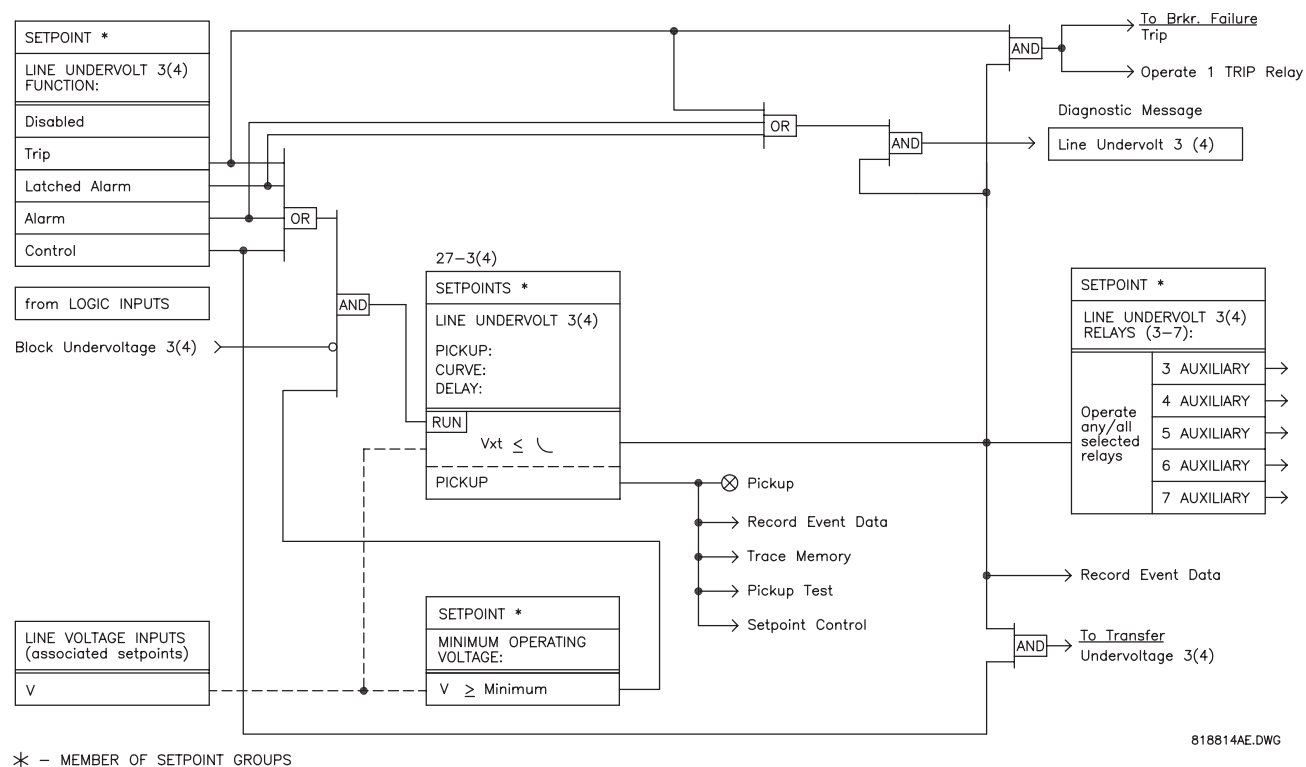 SETPOINT *
LINE UNDERVOLT 3(4)
FUNCTION:
Disabled
Trip
Latched Alarm
Alarm
Control
from LOGIC INPUTS
Block Undervoltage 3(4)
OR
AND
27–3(4)
SETPOINTS *
LINE UNDERVOLT 3(4)
PICKUP:
CURVE:
DELAY:
RUN
Vxt ≤
PICKUP
LINE VOLTAGE INPUTS
(associated setpoints)
V
SETPOINT *
MINIMUM OPERATING
VOLTAGE:
V ≥ Minimum
Pickup
Record Event Data
Trace Memory
Pickup Test
Setpoint Control
OR
AND
AND
To Brkr. Failure
Trip
Operate 1 TRIP Relay
Diagnostic Message
Line Undervolt 3 (4)
SETPOINT *
LINE UNDERVOLT 3(4)
RELAYS (3–7):
Operate
any/all
selected
relays
3 AUXILIARY
4 AUXILIARY
5 AUXILIARY
6 AUXILIARY
7 AUXILIARY
Record Event Data
AND
To Transfer
Undervoltage 3(4)
818814AE.DWG
* – MEMBER OF SETPOINT GROUPS